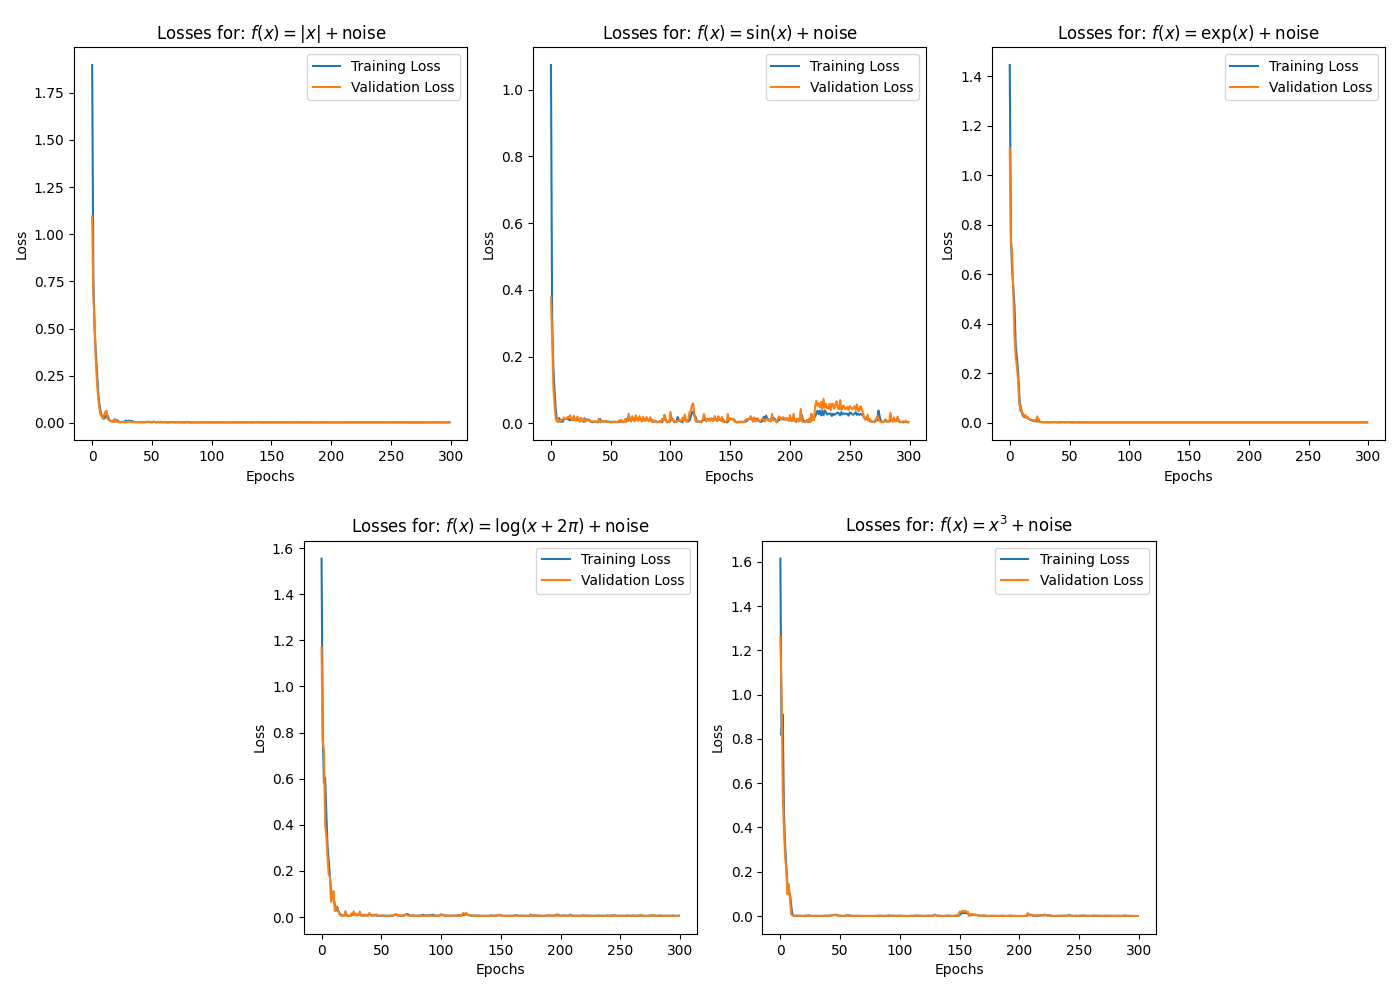 Losses for: f(x) = |x| + noise
Training Loss
Validation Loss
1.75
1.50
1.25
1.00
0.75
0.50
0.25
0.00
Loss
0 50 100 150 200 250 300
Epochs
Losses for: f(x) = sin(x) + noise
Training Loss
Validation Loss
1.0
0.8
0.6
0.4
0.2
0.0
Loss
0 50 100 150 200 250 300
Epochs
Losses for: f(x) = exp(x) + noise
Training Loss
Validation Loss
1.4
1.2
1.0
0.8
0.6
0.4
0.2
0.0
Loss
0 50 100 150 200 250 300
Epochs
Losses for: f(x) = log(x + 2π) + noise
Training Loss
Validation Loss
1.6
1.4
1.2
1.0
0.8
0.6
0.4
0.2
0.0
Loss
0 50 100 150 200 250 300
Epochs
Losses for: f(x) = x³ + noise
Training Loss
Validation Loss
1.6
1.4
1.2
1.0
0.8
0.6
0.4
0.2
0.0
Loss
0 50 100 150 200 250 300
Epochs